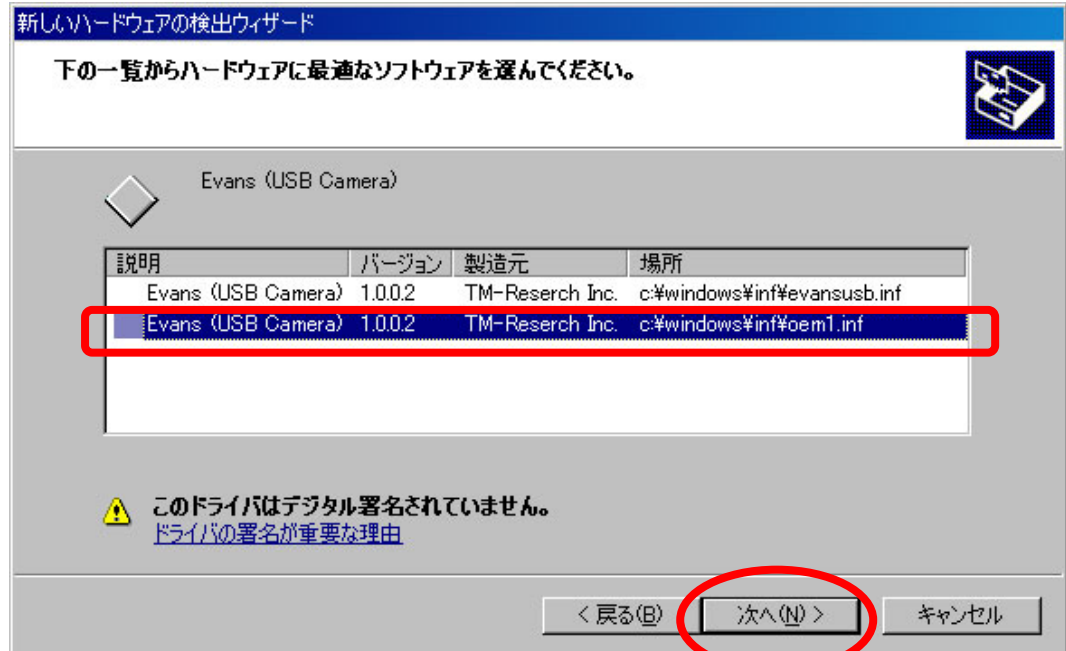 新しいハードウェアの検出ウィザード
下の一覧からハードウェアに最適なソフトウェアを選んでください。
Evans (USB Camera)
説明 バージョン 製造元 場所
Evans (USB Camera) 1.0.0.2 TM-Reserch Inc. c:¥windows¥inf¥evansusb.inf
Evans (USB Camera) 1.0.0.2 TM-Reserch Inc. c:¥windows¥inf¥oem1.inf
このドライバはデジタル署名されていません。
ドライバの署名が重要な理由
< 戻る(B) 次へ(N) > キャンセル